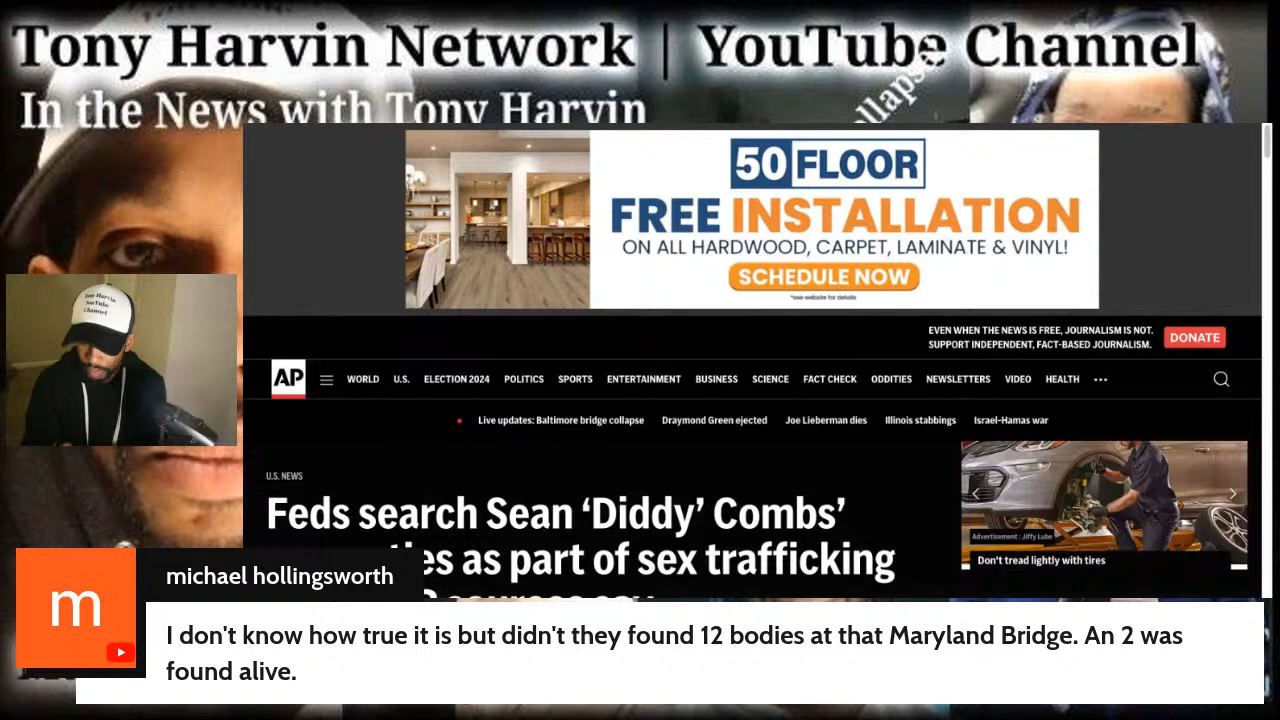 Tony Harvin Network | YouTube Channel
In the News with Tony Harvin
50 FLOOR
FREE INSTALLATION
ON ALL HARDWOOD, CARPET, LAMINATE & VINYL!
SCHEDULE NOW
*see website for details
EVEN WHEN THE NEWS IS FREE, JOURNALISM IS NOT.
SUPPORT INDEPENDENT, FACT-BASED JOURNALISM.
DONATE
AP
WORLD U.S. ELECTION 2024 POLITICS SPORTS ENTERTAINMENT BUSINESS SCIENCE FACT CHECK ODDITIES NEWSLETTERS VIDEO HEALTH
Live updates: Baltimore bridge collapse Draymond Green ejected Joe Lieberman dies Illinois stabbings Israel-Hamas war
Tony Harvin
YouTube
Channel
U.S. NEWS
Feds search Sean ‘Diddy’ Combs’
as part of sex trafficking
Advertisement : Jiffy Lube
Don't tread lightly with tires
m
michael hollingsworth
I don't know how true it is but didn't they found 12 bodies at that Maryland Bridge. An 2 was
found alive.